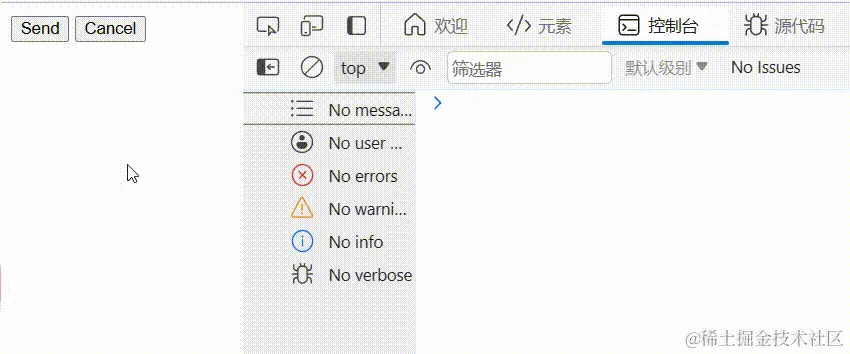 Send Cancel
欢迎 元素 控制台 源代码
top 筛选器 默认级别 No Issues
No messa...
No user ...
No errors
No warni...
No info
No verbose
@稀土掘金技术社区